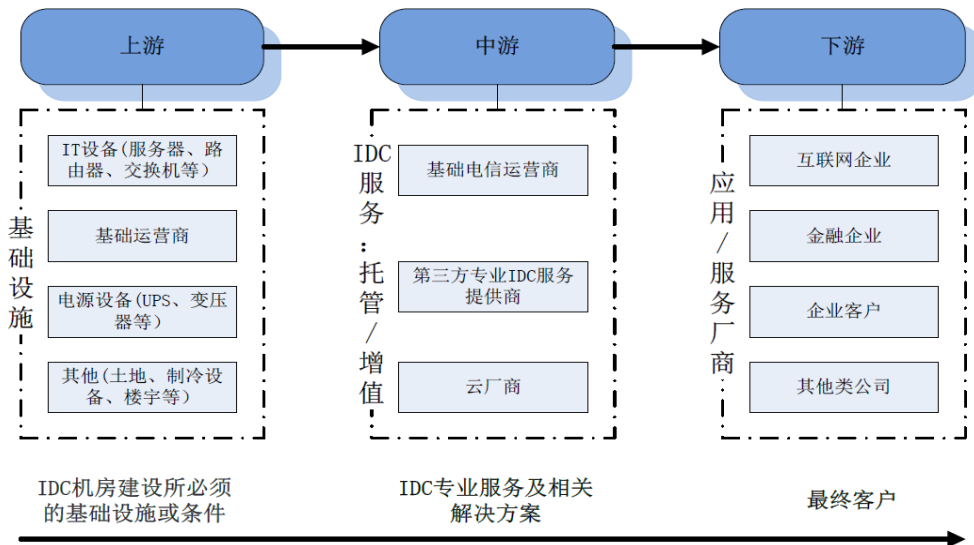 上游
中游
下游
基础设施
IT设备(服务器、路
由器、交换机等)
基础运营商
电源设备(UPS、变压
器等)
其他(土地、制冷设
备、楼宇等)
IDC服务：托管/增值
基础电信运营商
第三方专业IDC服务
提供商
云厂商
应用/服务厂商
互联网企业
金融企业
企业客户
其他类公司
IDC机房建设所必须
的基础设施或条件
IDC专业服务及相关
解决方案
最终客户